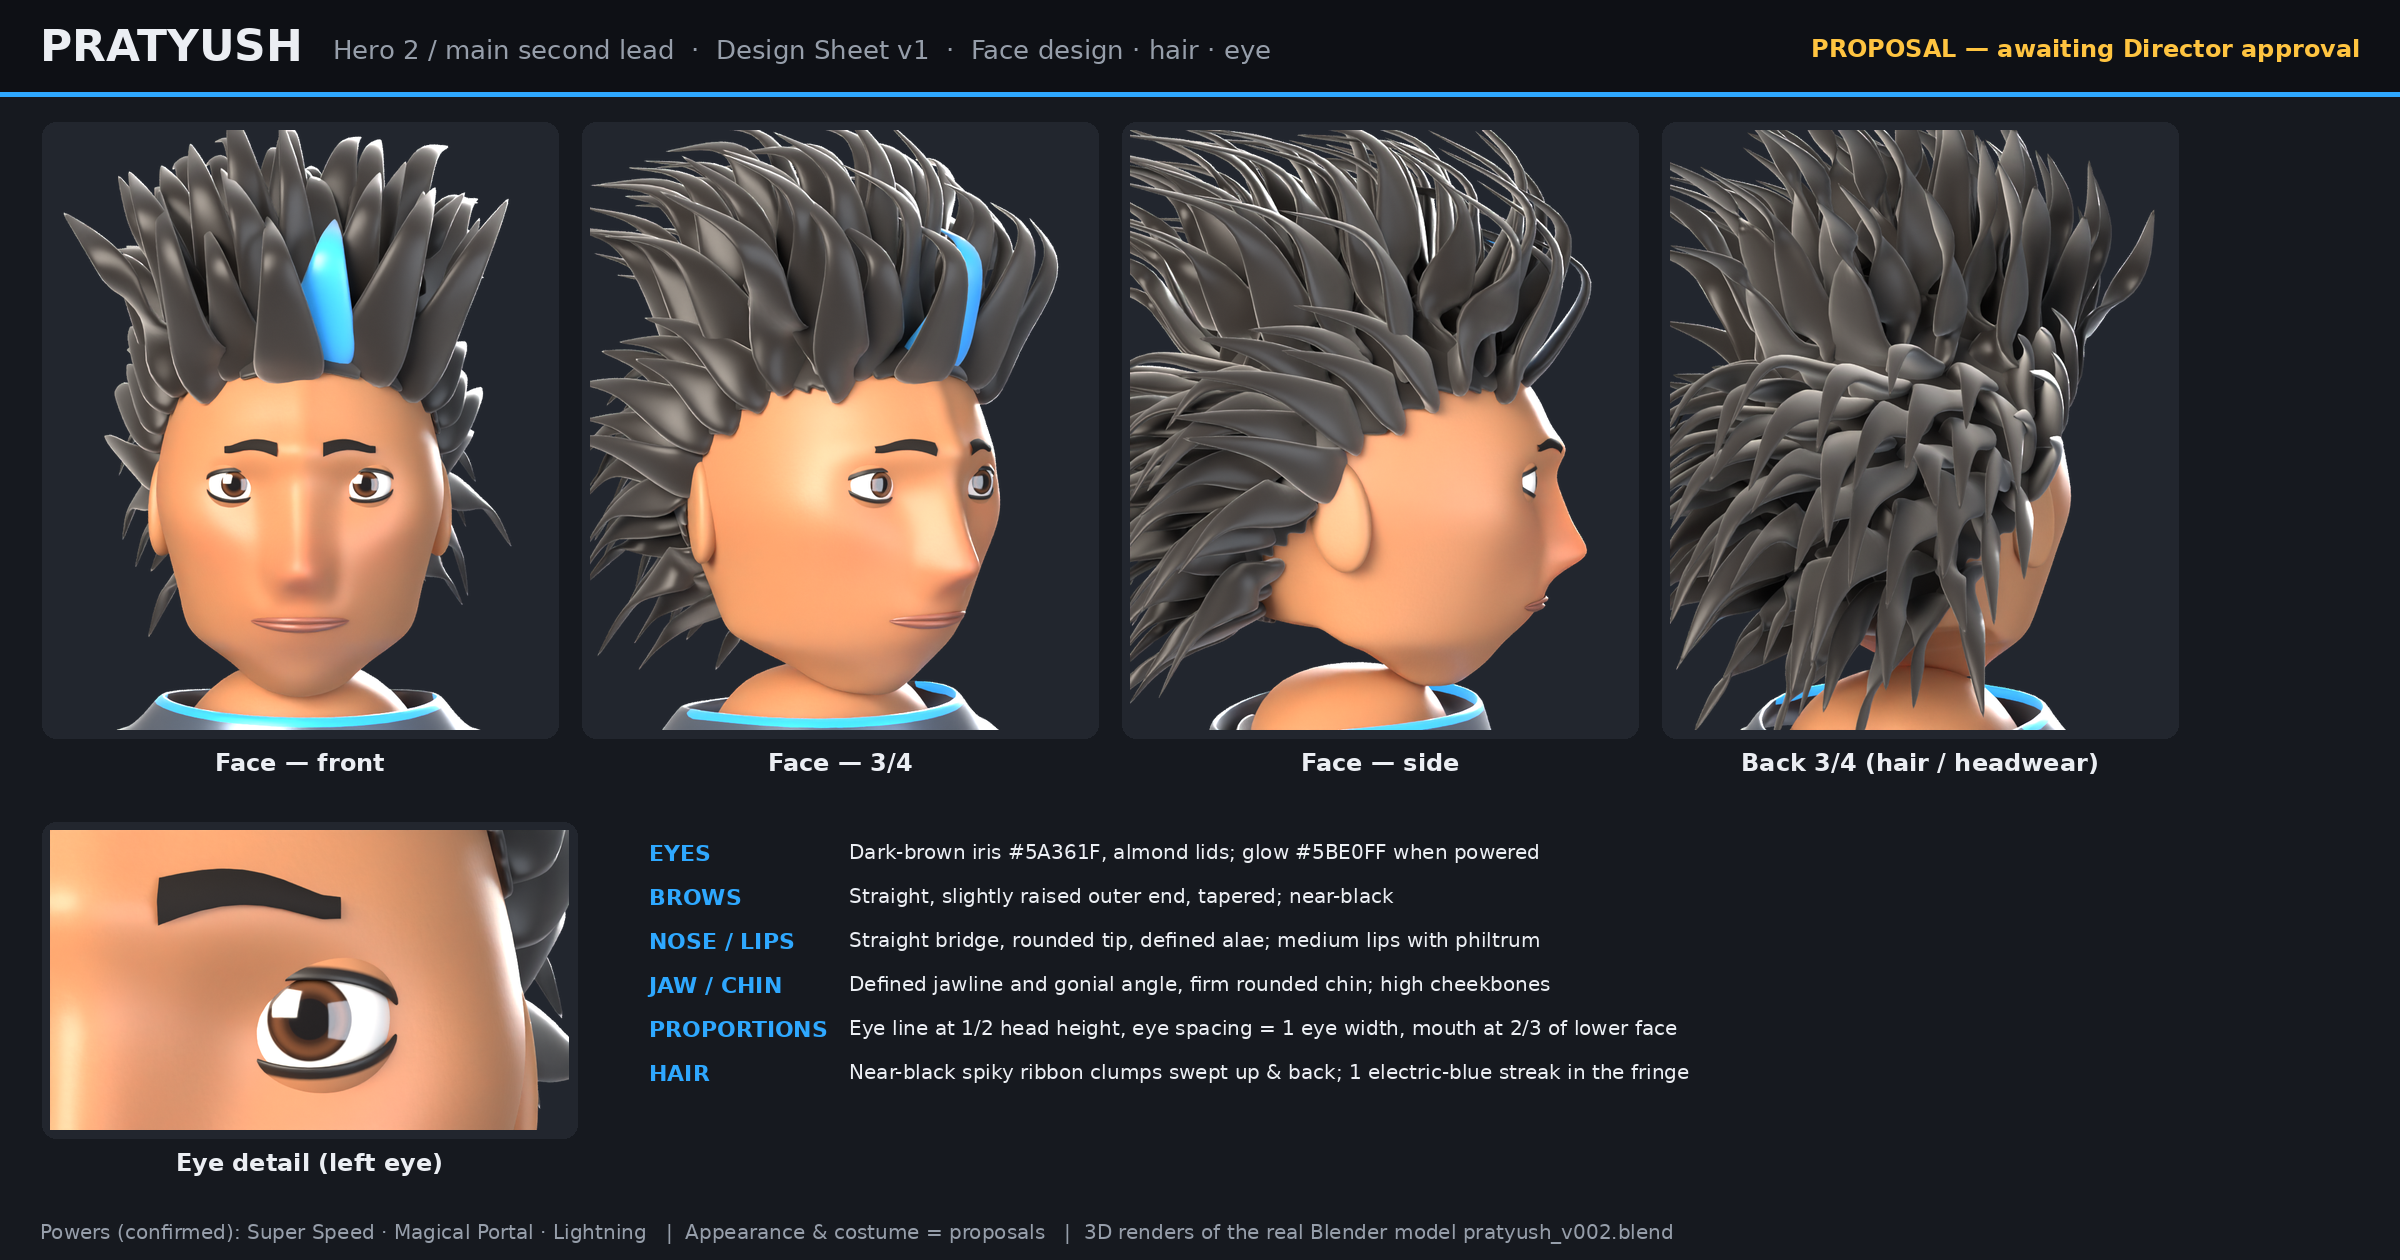 PRATYUSH Hero 2 / main second lead · Design Sheet v1 · Face design · hair · eye PROPOSAL — awaiting Director approval
Face — front
Face — 3/4
Face — side
Back 3/4 (hair / headwear)
EYES Dark-brown iris #5A361F, almond lids; glow #5BE0FF when powered
BROWS Straight, slightly raised outer end, tapered; near-black
NOSE / LIPS Straight bridge, rounded tip, defined alae; medium lips with philtrum
JAW / CHIN Defined jawline and gonial angle, firm rounded chin; high cheekbones
PROPORTIONS Eye line at 1/2 head height, eye spacing = 1 eye width, mouth at 2/3 of lower face
HAIR Near-black spiky ribbon clumps swept up & back; 1 electric-blue streak in the fringe
Eye detail (left eye)
Powers (confirmed): Super Speed · Magical Portal · Lightning | Appearance & costume = proposals | 3D renders of the real Blender model pratyush_v002.blend